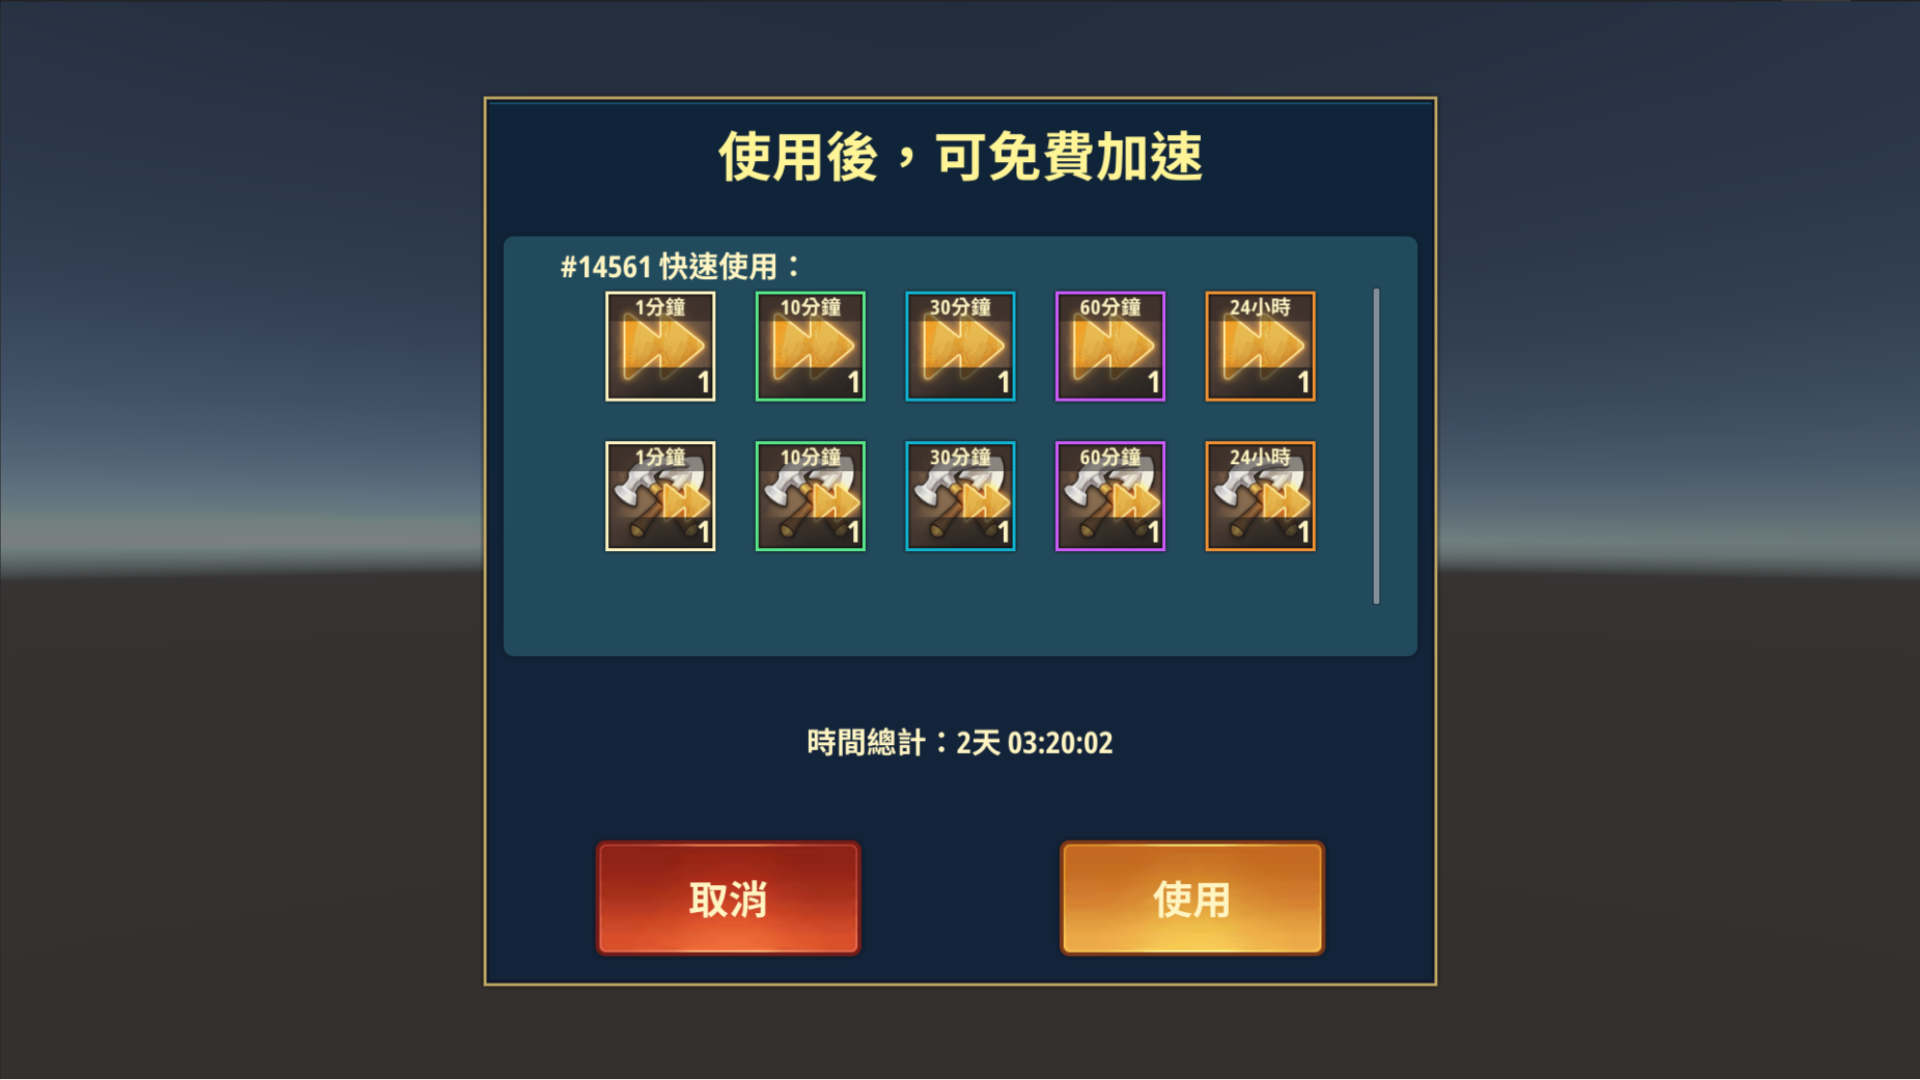 使用後，可免費加速
#14561 快速使用：
1分鐘 10分鐘 30分鐘 60分鐘 24小時
1 1 1 1 1
1分鐘 10分鐘 30分鐘 60分鐘 24小時
1 1 1 1 1
時間總計：2天 03:20:02
取消 使用